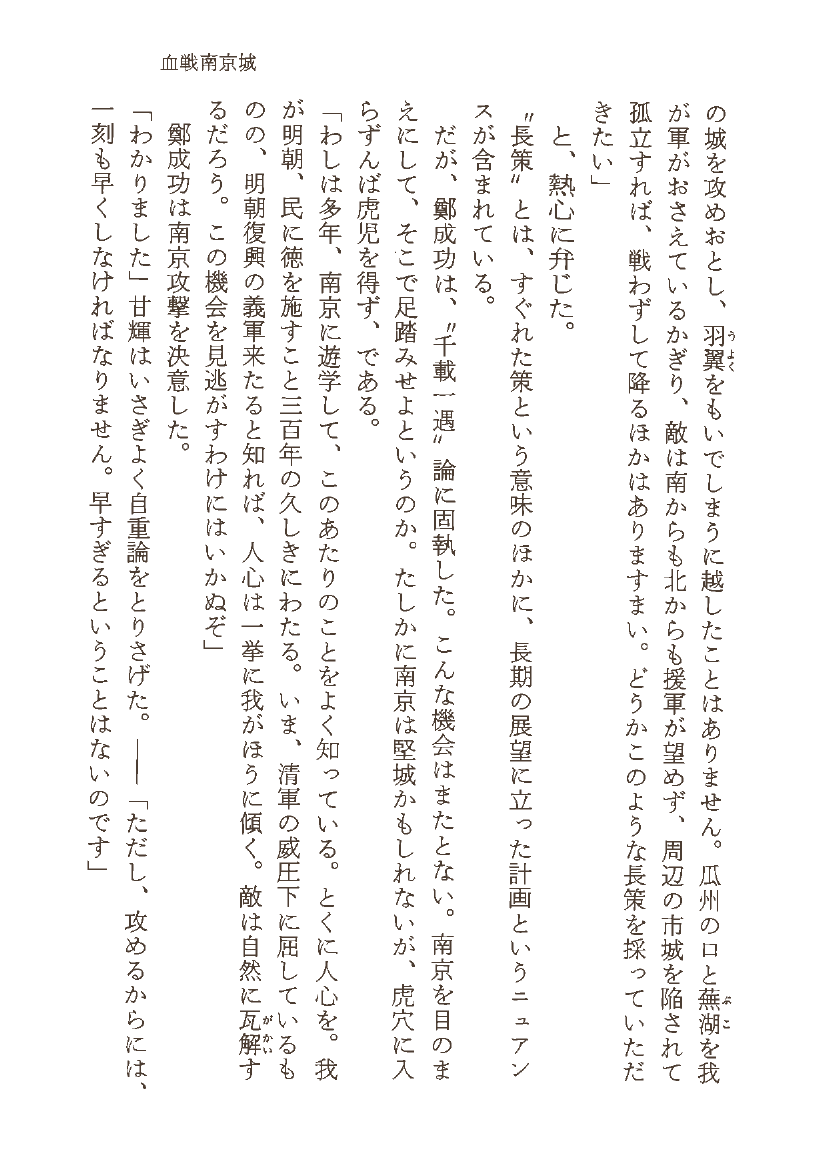 血戦南京城
の城を攻めおとし、羽翼をもいでしまうに越したことはありません。瓜州の口と蕪湖を我
が軍がおさえているかぎり、敵は南からも北からも援軍が望めず、周辺の市城を陥されて
孤立すれば、戦わずして降るほかはありますまい。どうかこのような長策を採っていただ
きたい」
と、熱心に弁じた。
〝長策〟とは、すぐれた策という意味のほかに、長期の展望に立った計画というニュアン
スが含まれている。
だが、鄭成功は、〝千載一遇〟論に固執した。こんな機会はまたとない。南京を目のま
えにして、そこで足踏みせよというのか。たしかに南京は堅城かもしれないが、虎穴に入
らずんば虎児を得ず、である。
「わしは多年、南京に遊学して、このあたりのことをよく知っている。とくに人心を。我
が明朝、民に徳を施すこと三百年の久しきにわたる。いま、清軍の威圧下に屈しているも
のの、明朝復興の義軍来たると知れば、人心は一挙に我がほうに傾く。敵は自然に瓦解す
るだろう。この機会を見逃がすわけにはいかぬぞ」
鄭成功は南京攻撃を決意した。
「わかりました」甘輝はいさぎよく自重論をとりさげた。――「ただし、攻めるからには、
一刻も早くしなければなりません。早すぎるということはないのです」
うよく
ぶこ
がかい